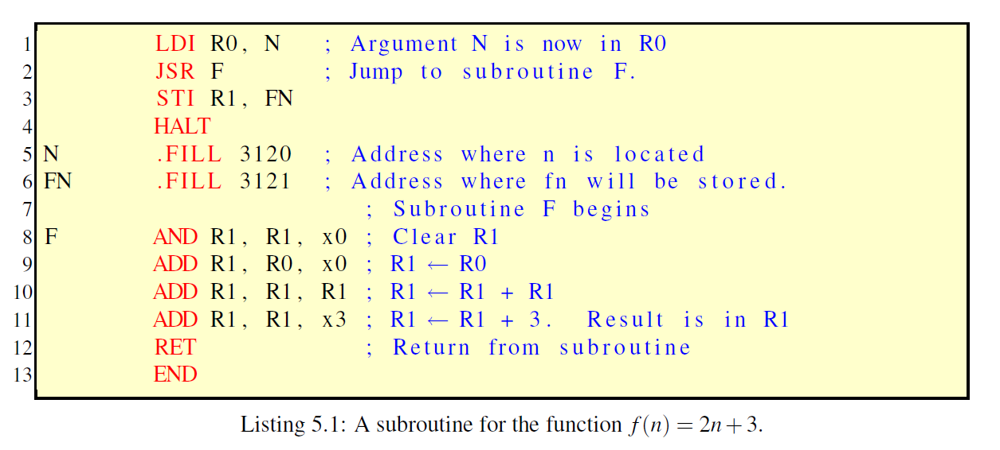 1 LDI R0, N ; Argument N is now in R0
2 JSR F ; Jump to subroutine F.
3 STI R1, FN
4 HALT
5 N .FILL 3120 ; Address where n is located
6 FN .FILL 3121 ; Address where fn will be stored.
7 ; Subroutine F begins
8 F AND R1, R1, x0 ; Clear R1
9 ADD R1, R0, x0 ; R1 ← R0
10 ADD R1, R1, R1 ; R1 ← R1 + R1
11 ADD R1, R1, x3 ; R1 ← R1 + 3. Result is in R1
12 RET ; Return from subroutine
13 END
Listing 5.1: A subroutine for the function f(n) = 2n+3.